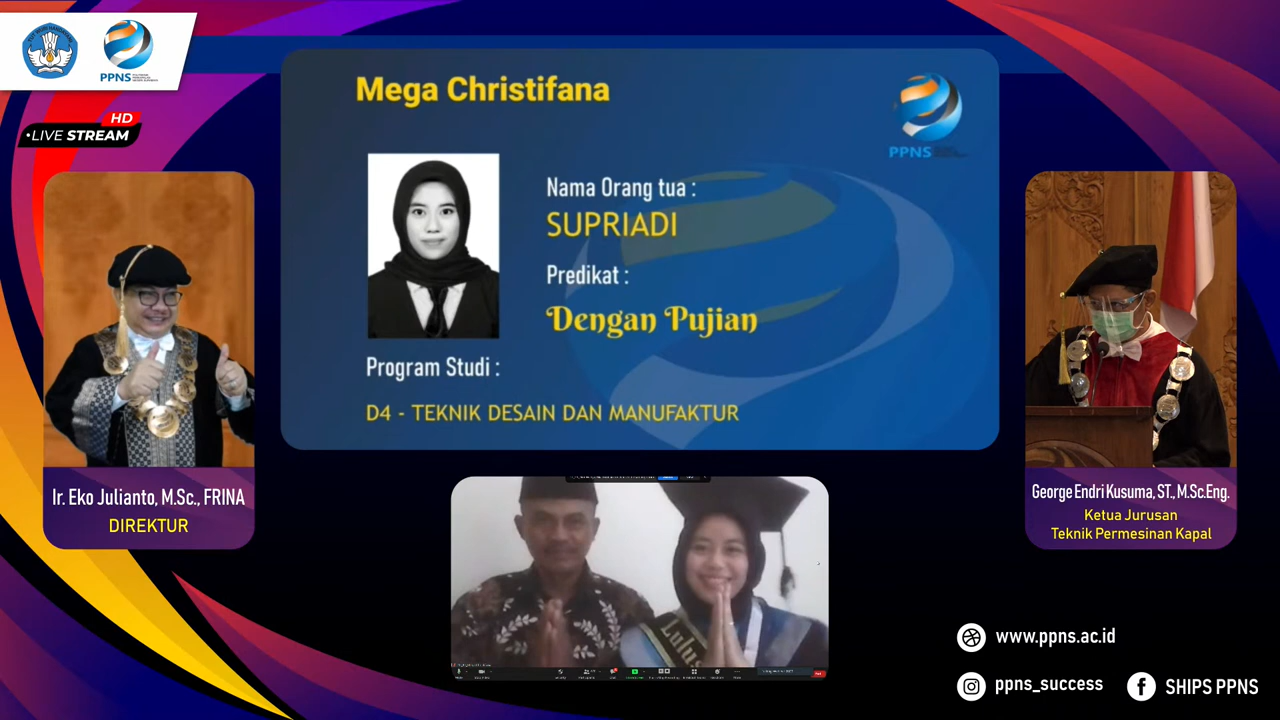 PPNS
HD
LIVE STREAM
Mega Christifana
PPNS
Nama Orang tua :
SUPRIADI
Predikat :
Dengan Pujian
Program Studi :
D4 - TEKNIK DESAIN DAN MANUFAKTUR
Ir. Eko Julianto, M.Sc., FRINA
DIREKTUR
George Endri Kusuma, ST., M.Sc.Eng.
Ketua Jurusan
Teknik Permesinan Kapal
Lulus
www.ppns.ac.id
ppns_success
SHIPS PPNS